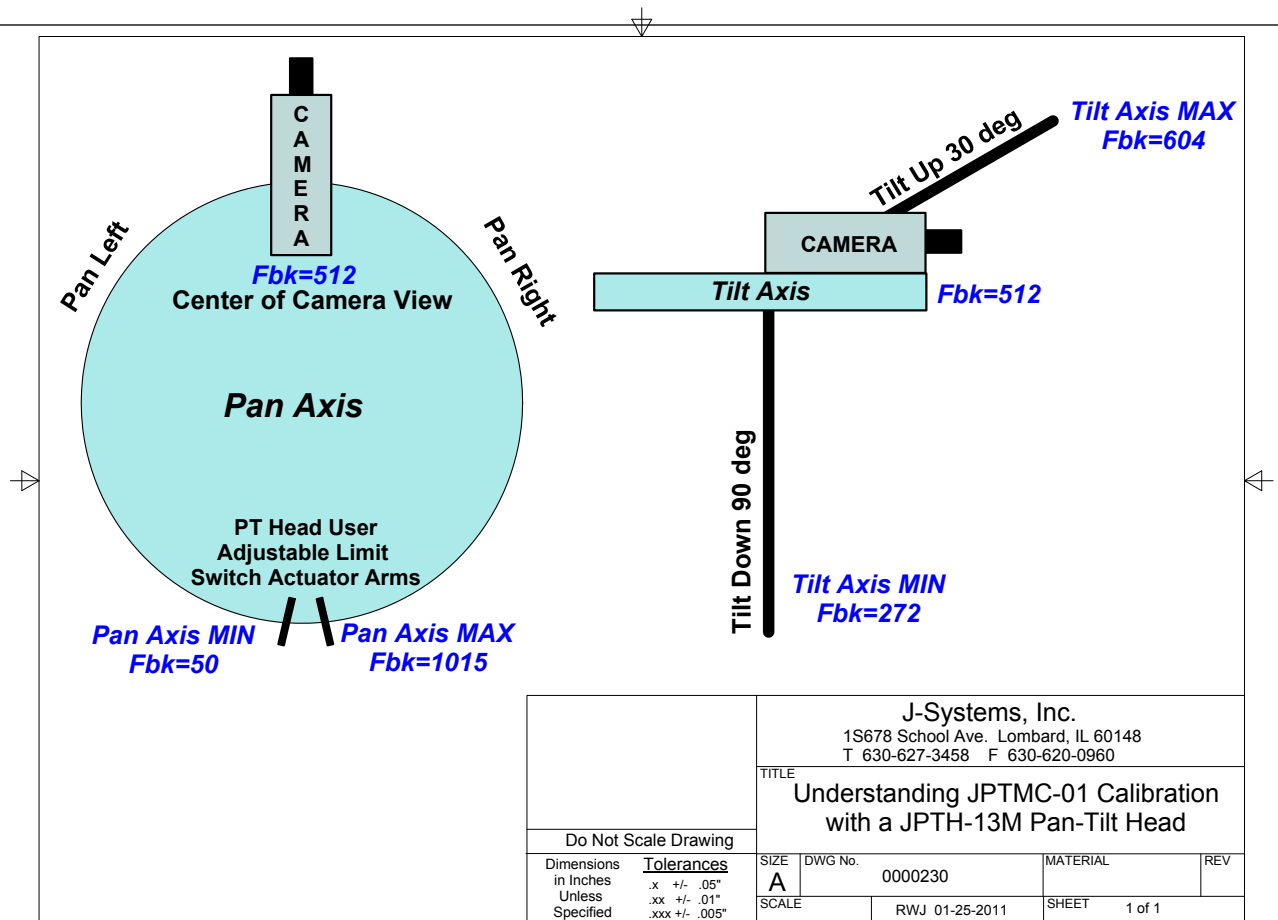 CAMERA
Fbk=512
Center of Camera View
Pan Left
Pan Right
Pan Axis
PT Head User
Adjustable Limit
Switch Actuator Arms
Pan Axis MIN
Fbk=50
Pan Axis MAX
Fbk=1015
Tilt Up 30 deg
Tilt Axis MAX
Fbk=604
CAMERA
Tilt Axis
Fbk=512
Tilt Down 90 deg
Tilt Axis MIN
Fbk=272
J-Systems, Inc.
1S678 School Ave. Lombard, IL 60148
T 630-627-3458 F 630-620-0960
TITLE
Understanding JPTMC-01 Calibration
with a JPTH-13M Pan-Tilt Head
Do Not Scale Drawing
Dimensions
in Inches
Unless
Specified
Tolerances
.x +/- .05"
.xx +/- .01"
.xxx +/- .005"
SIZE
A
DWG No.
0000230
MATERIAL
REV
SCALE
RWJ 01-25-2011
SHEET 1 of 1